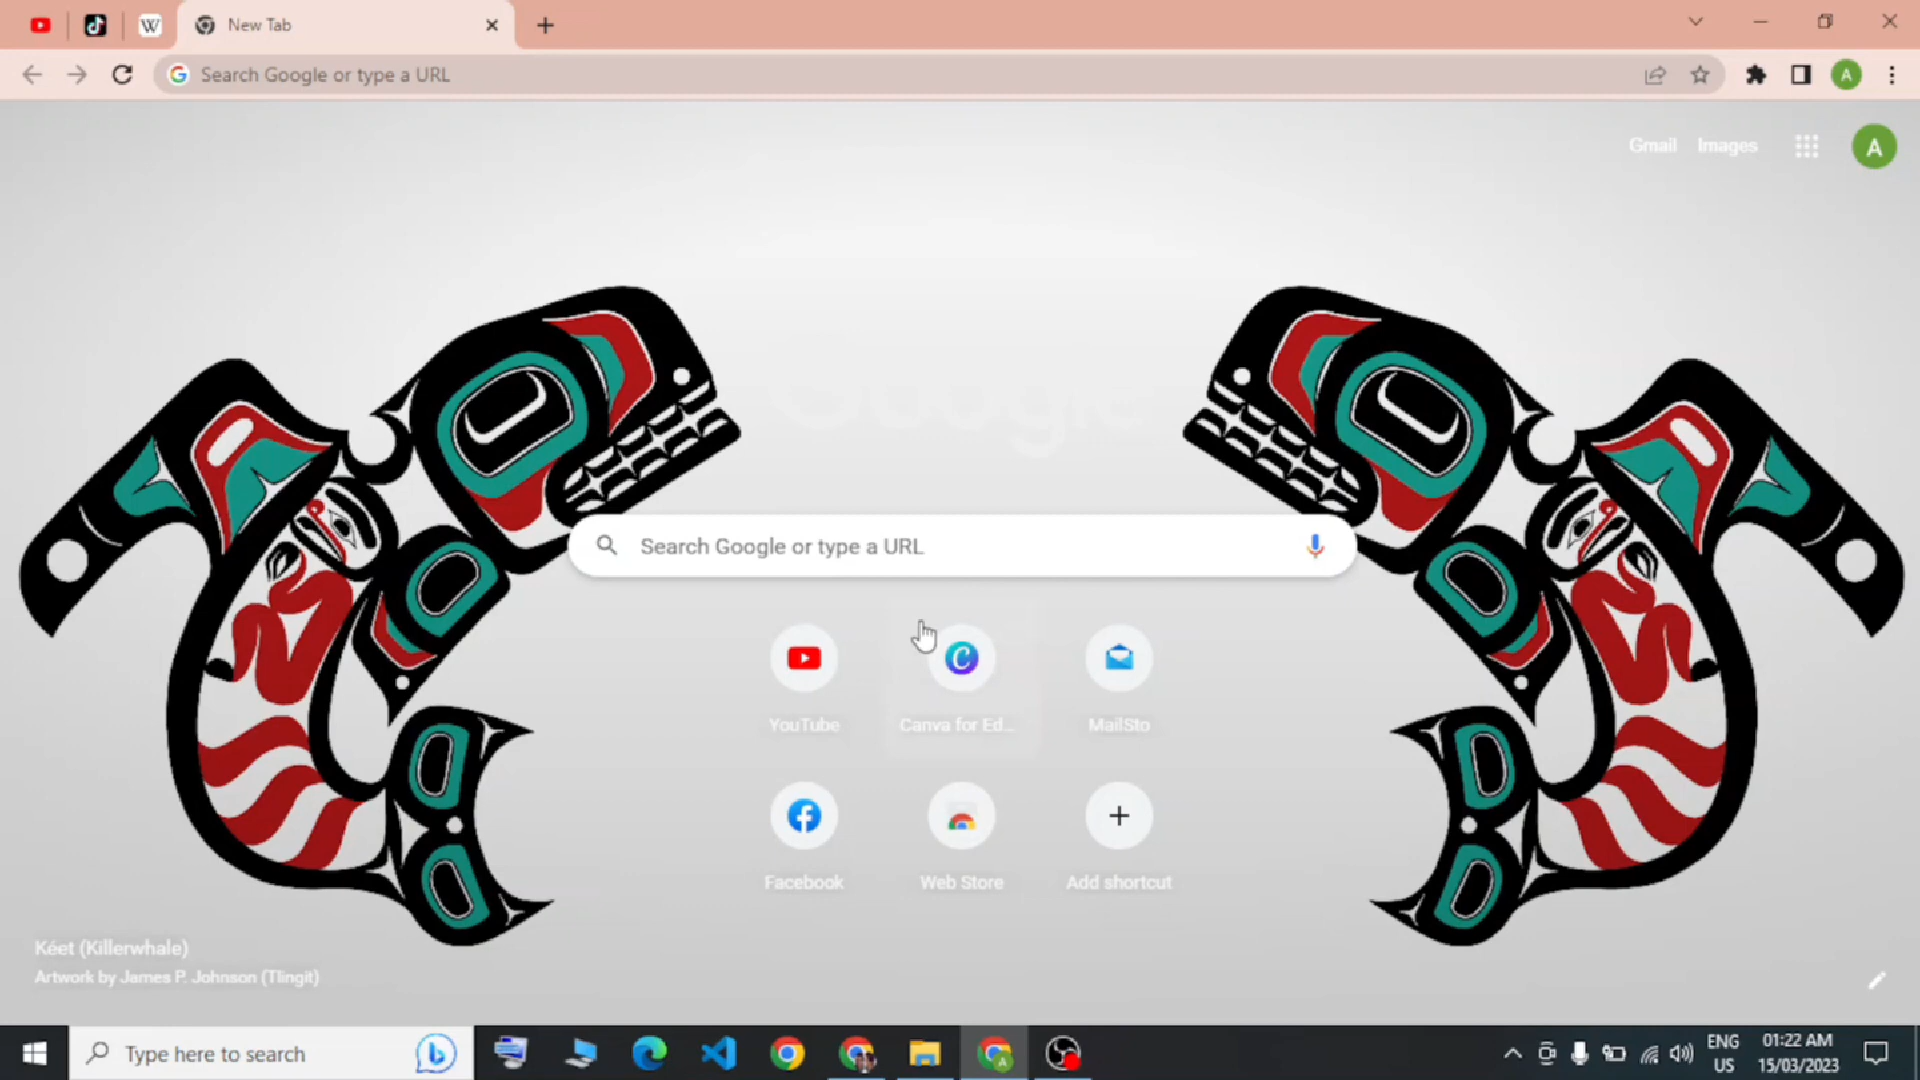 New Tab
Search Google or type a URL
A
Gmail
Images
A
Google
Search Google or type a URL
YouTube
Canva for Ed...
MailSto
Facebook
Web Store
Add shortcut
Kéet (Killerwhale)
Artwork by James P. Johnson (Tlingit)
Type here to search
ENG
US
01:22 AM
15/03/2023